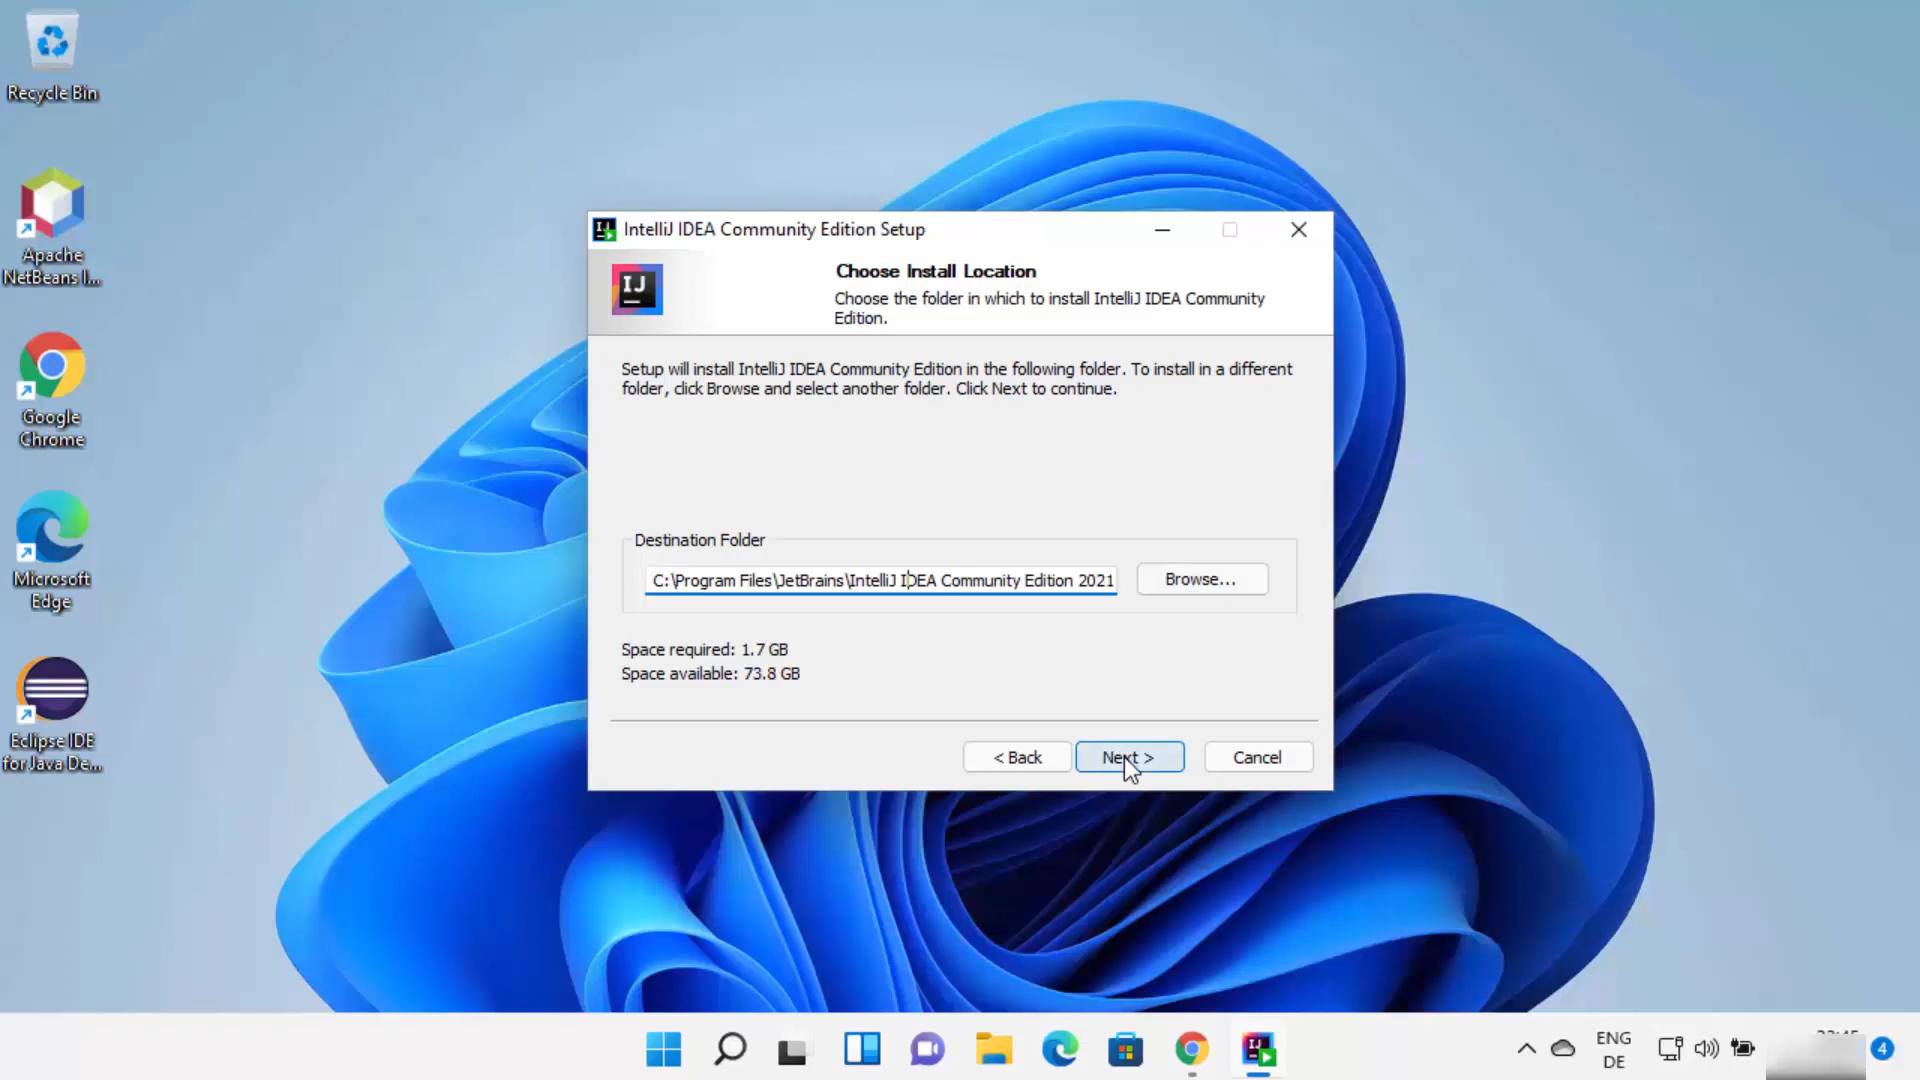 Recycle Bin
Apache
NetBeans I...
Google
Chrome
Microsoft
Edge
Eclipse IDE
for Java De...
IntelliJ IDEA Community Edition Setup
IJ
Choose Install Location
Choose the folder in which to install IntelliJ IDEA Community
Edition.
Setup will install IntelliJ IDEA Community Edition in the following folder. To install in a different
folder, click Browse and select another folder. Click Next to continue.
Destination Folder
C:\Program Files\JetBrains\IntelliJ IDEA Community Edition 2021
Browse...
Space required: 1.7 GB
Space available: 73.8 GB
< Back
Next >
Cancel
ENG
DE
4